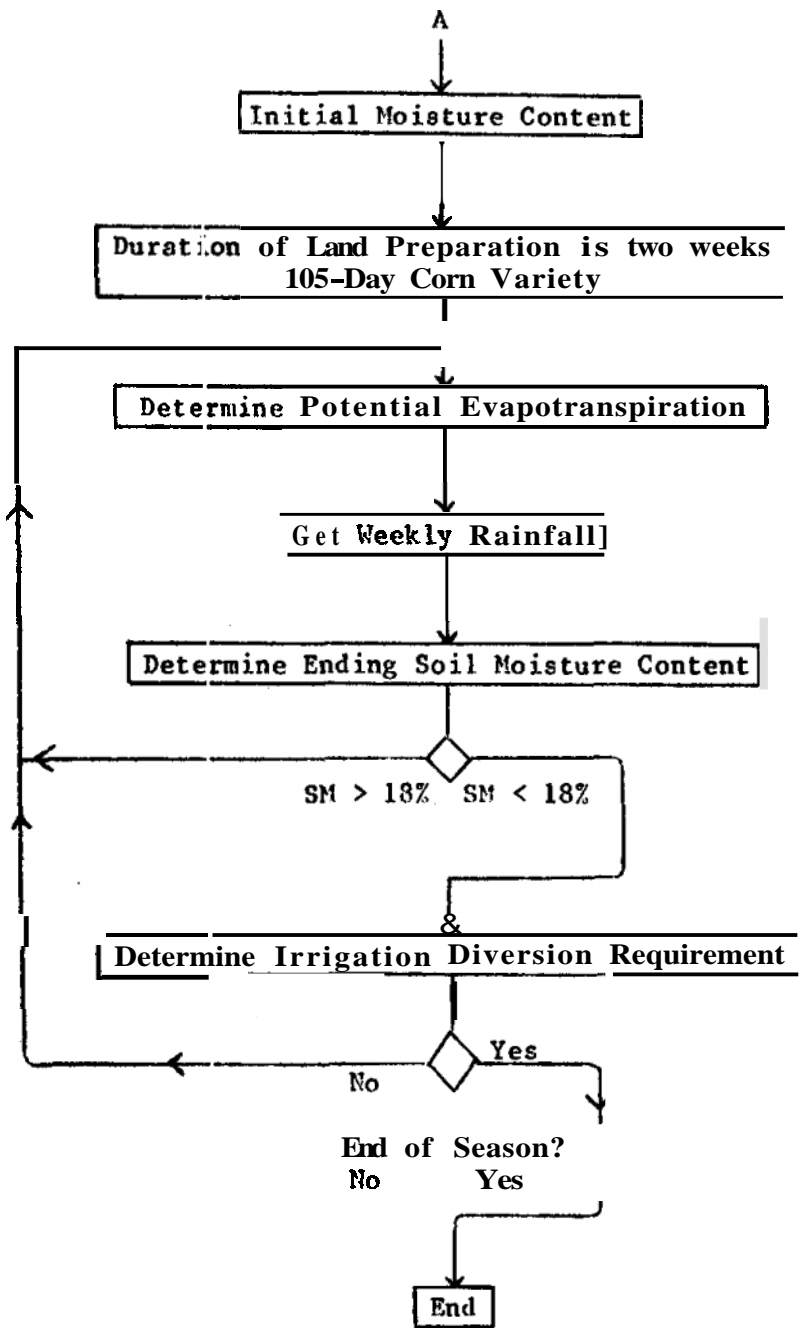 A
Initial Moisture Content
Duration of Land Preparation is two weeks
105-Day Corn Variety
Determine Potential Evapotranspiration
Get Weekly Rainfall]
Determine Ending Soil Moisture Content
SM > 18% SM < 18%
&
Determine Irrigation Diversion Requirement
Yes
No
End of Season?
No Yes
End